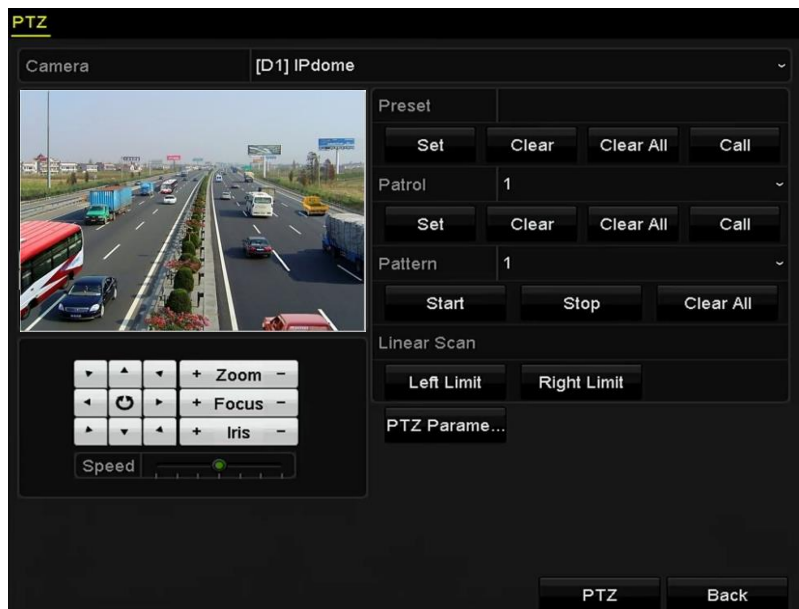 PTZ
Camera [D1] IPdome
Preset
Set Clear Clear All Call
Patrol 1
Set Clear Clear All Call
Pattern 1
Start Stop Clear All
Linear Scan
Left Limit Right Limit
PTZ Parame...
+ Zoom -
+ Focus -
+ Iris -
Speed
PTZ Back